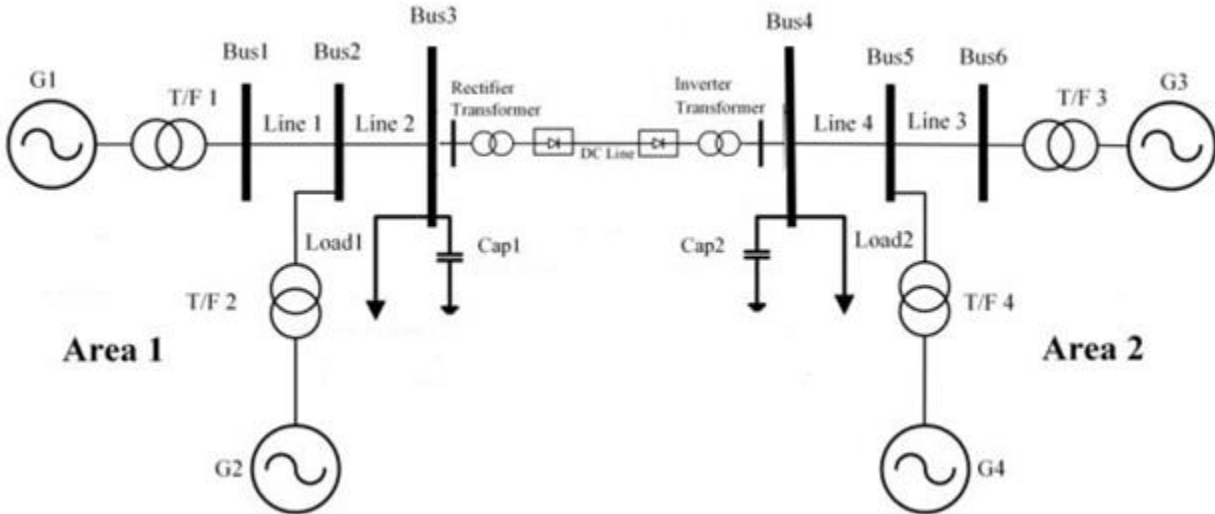 Bus3
Bus4
Bus1
Bus2
Bus5
Bus6
G1
T/F 1
Rectifier
Transformer
Inverter
Transformer
T/F 3
G3
Line 1
Line 2
DC Line
Line 4
Line 3
Load1
Cap1
Cap2
Load2
T/F 2
T/F 4
Area 1
Area 2
G2
G4